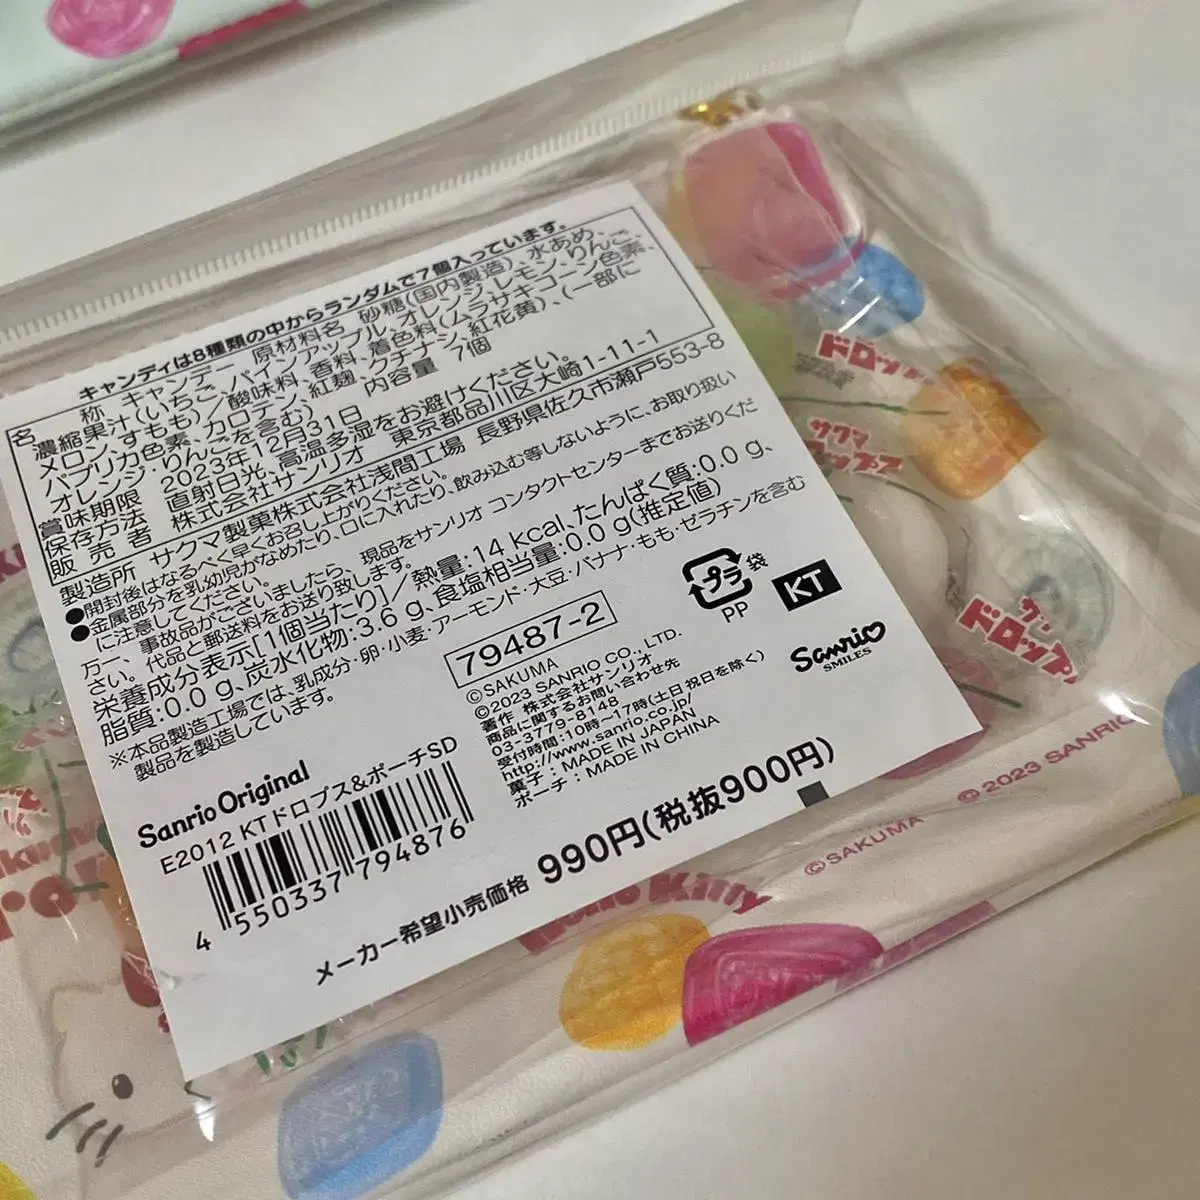 キャンディは8種類の中からランダムで7個入っています。
名 称 キャンデー 原材料名 砂糖(国内製造)、水あめ、
濃縮果汁(いちご、パイナップル、オレンジ、レモン、りんご、
メロン、すもも)/酸味料、香料、着色料(ムラサキコーン色素、
パプリカ色素、カロテン、紅麹、クチナシ、紅花黄)、(一部に
オレンジ・りんごを含む) 内容量 7個
賞味期限 2023年12月31日
保存方法 直射日光、高温多湿をお避けください。
販 売 者 株式会社サンリオ 東京都品川区大崎1-11-1
製造所 サクマ製菓株式会社浅間工場 長野県佐久市瀬戸553-8
●開封後はなるべく早くお召し上がりください。
●金属部分を乳幼児がなめたり、口に入れたり、飲み込む等しないように、お取り扱い
に注意してください。
万一、事故品がございましたら、現品をサンリオ コンタクトセンターまでお送りくだ
さい。代品と郵送料をお送り致します。
栄養成分表示[1個当たり]/熱量:14kcal、たんぱく質:0.0g、
脂質:0.0g、炭水化物:3.6g、食塩相当量:0.0g(推定値)
※本品製造工場では、乳成分・卵・小麦・アーモンド・大豆・バナナ・もも・ゼラチンを含む
製品を製造しています。
79487-2
プラ
袋
PP
KT
Sanrio
SMILES
©SAKUMA
©2023 SANRIO CO., LTD.
著作 株式会社サンリオ
商品に関するお問い合わせ先
03-3779-8148
受付時間:10時~17時(土日祝日を除く)
http://www.sanrio.co.jp/
菓子:MADE IN JAPAN
ポーチ:MADE IN CHINA
Sanrio Original
E2012 KTドロップス&ポーチSD
4 550337 794876
メーカー希望小売価格 990円(税抜900円)
ドロップ
サクマ
ロップス
サク
ドロップ
©2023 SANRIO
©SAKUMA
Hello Kitty